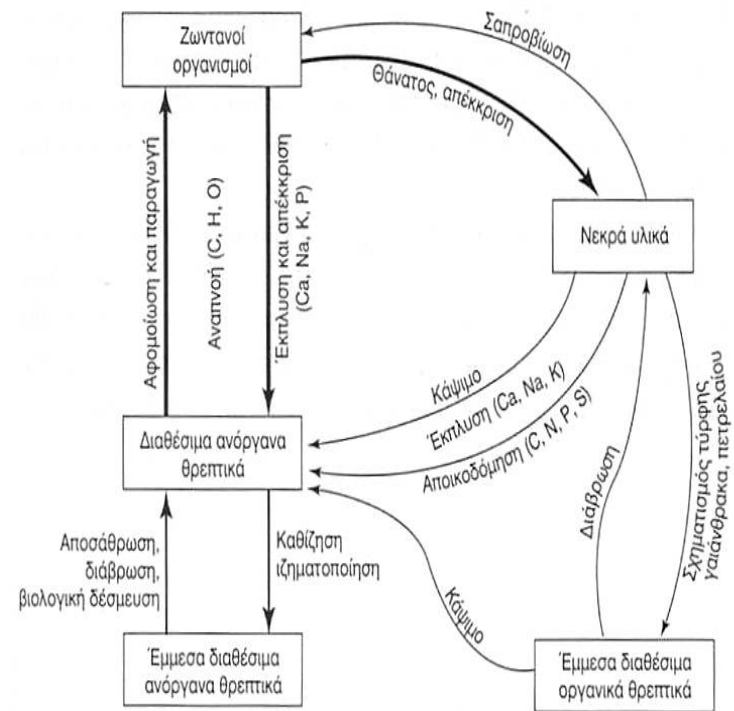 Ζωντανοί
οργανισμοί
Σαπροβίωση
Θάνατος, απέκκριση
Νεκρά υλικά
Αφομοίωση και παραγωγή
Αναπνοή (C, H, O)
Έκπλυση και απέκκριση
(Ca, Na, K, P)
Κάψιμο
Έκπλυση (Ca, Na, K)
Αποικοδόμηση (C, N, P, S)
Διάβρωση
Σχηματισμός τύρφης
γαιάνθρακα, πετρελαίου
Διαθέσιμα ανόργανα
θρεπτικά
Αποσάθρωση,
διάβρωση,
βιολογική δέσμευση
Καθίζηση
ιζηματοποίηση
Κάψιμο
Έμμεσα διαθέσιμα
ανόργανα θρεπτικά
Έμμεσα διαθέσιμα
οργανικά θρεπτικά